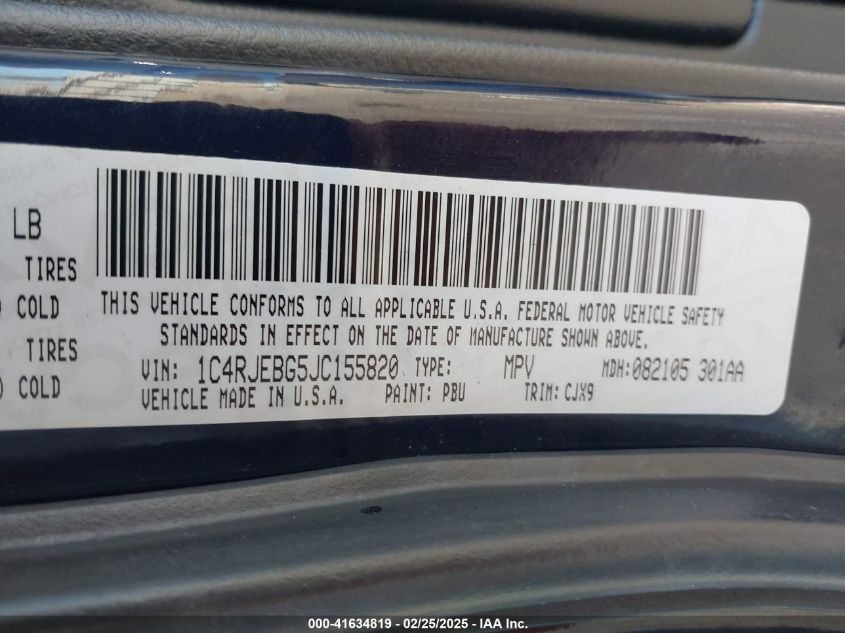 LB
TIRES
COLD
THIS VEHICLE CONFORMS TO ALL APPLICABLE U.S.A. FEDERAL MOTOR VEHICLE SAFETY
STANDARDS IN EFFECT ON THE DATE OF MANUFACTURE SHOWN ABOVE.
TIRES
VIN: 1C4RJEBG5JC155820 TYPE: MPV MDH:082105 301AA
COLD
VEHICLE MADE IN U.S.A. PAINT: PBU TRIM:CJX9
000-41634819 / 02/25/2025 - IAA Inc.